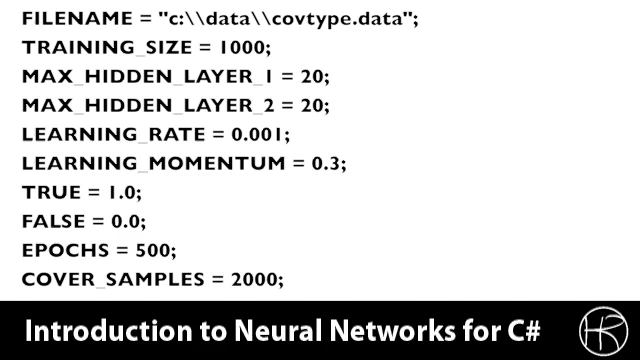 FILENAME = "c:\\data\\covtype.data";
TRAINING_SIZE = 1000;
MAX_HIDDEN_LAYER_1 = 20;
MAX_HIDDEN_LAYER_2 = 20;
LEARNING_RATE = 0.001;
LEARNING_MOMENTUM = 0.3;
TRUE = 1.0;
FALSE = 0.0;
EPOCHS = 500;
COVER_SAMPLES = 2000;
Introduction to Neural Networks for C#